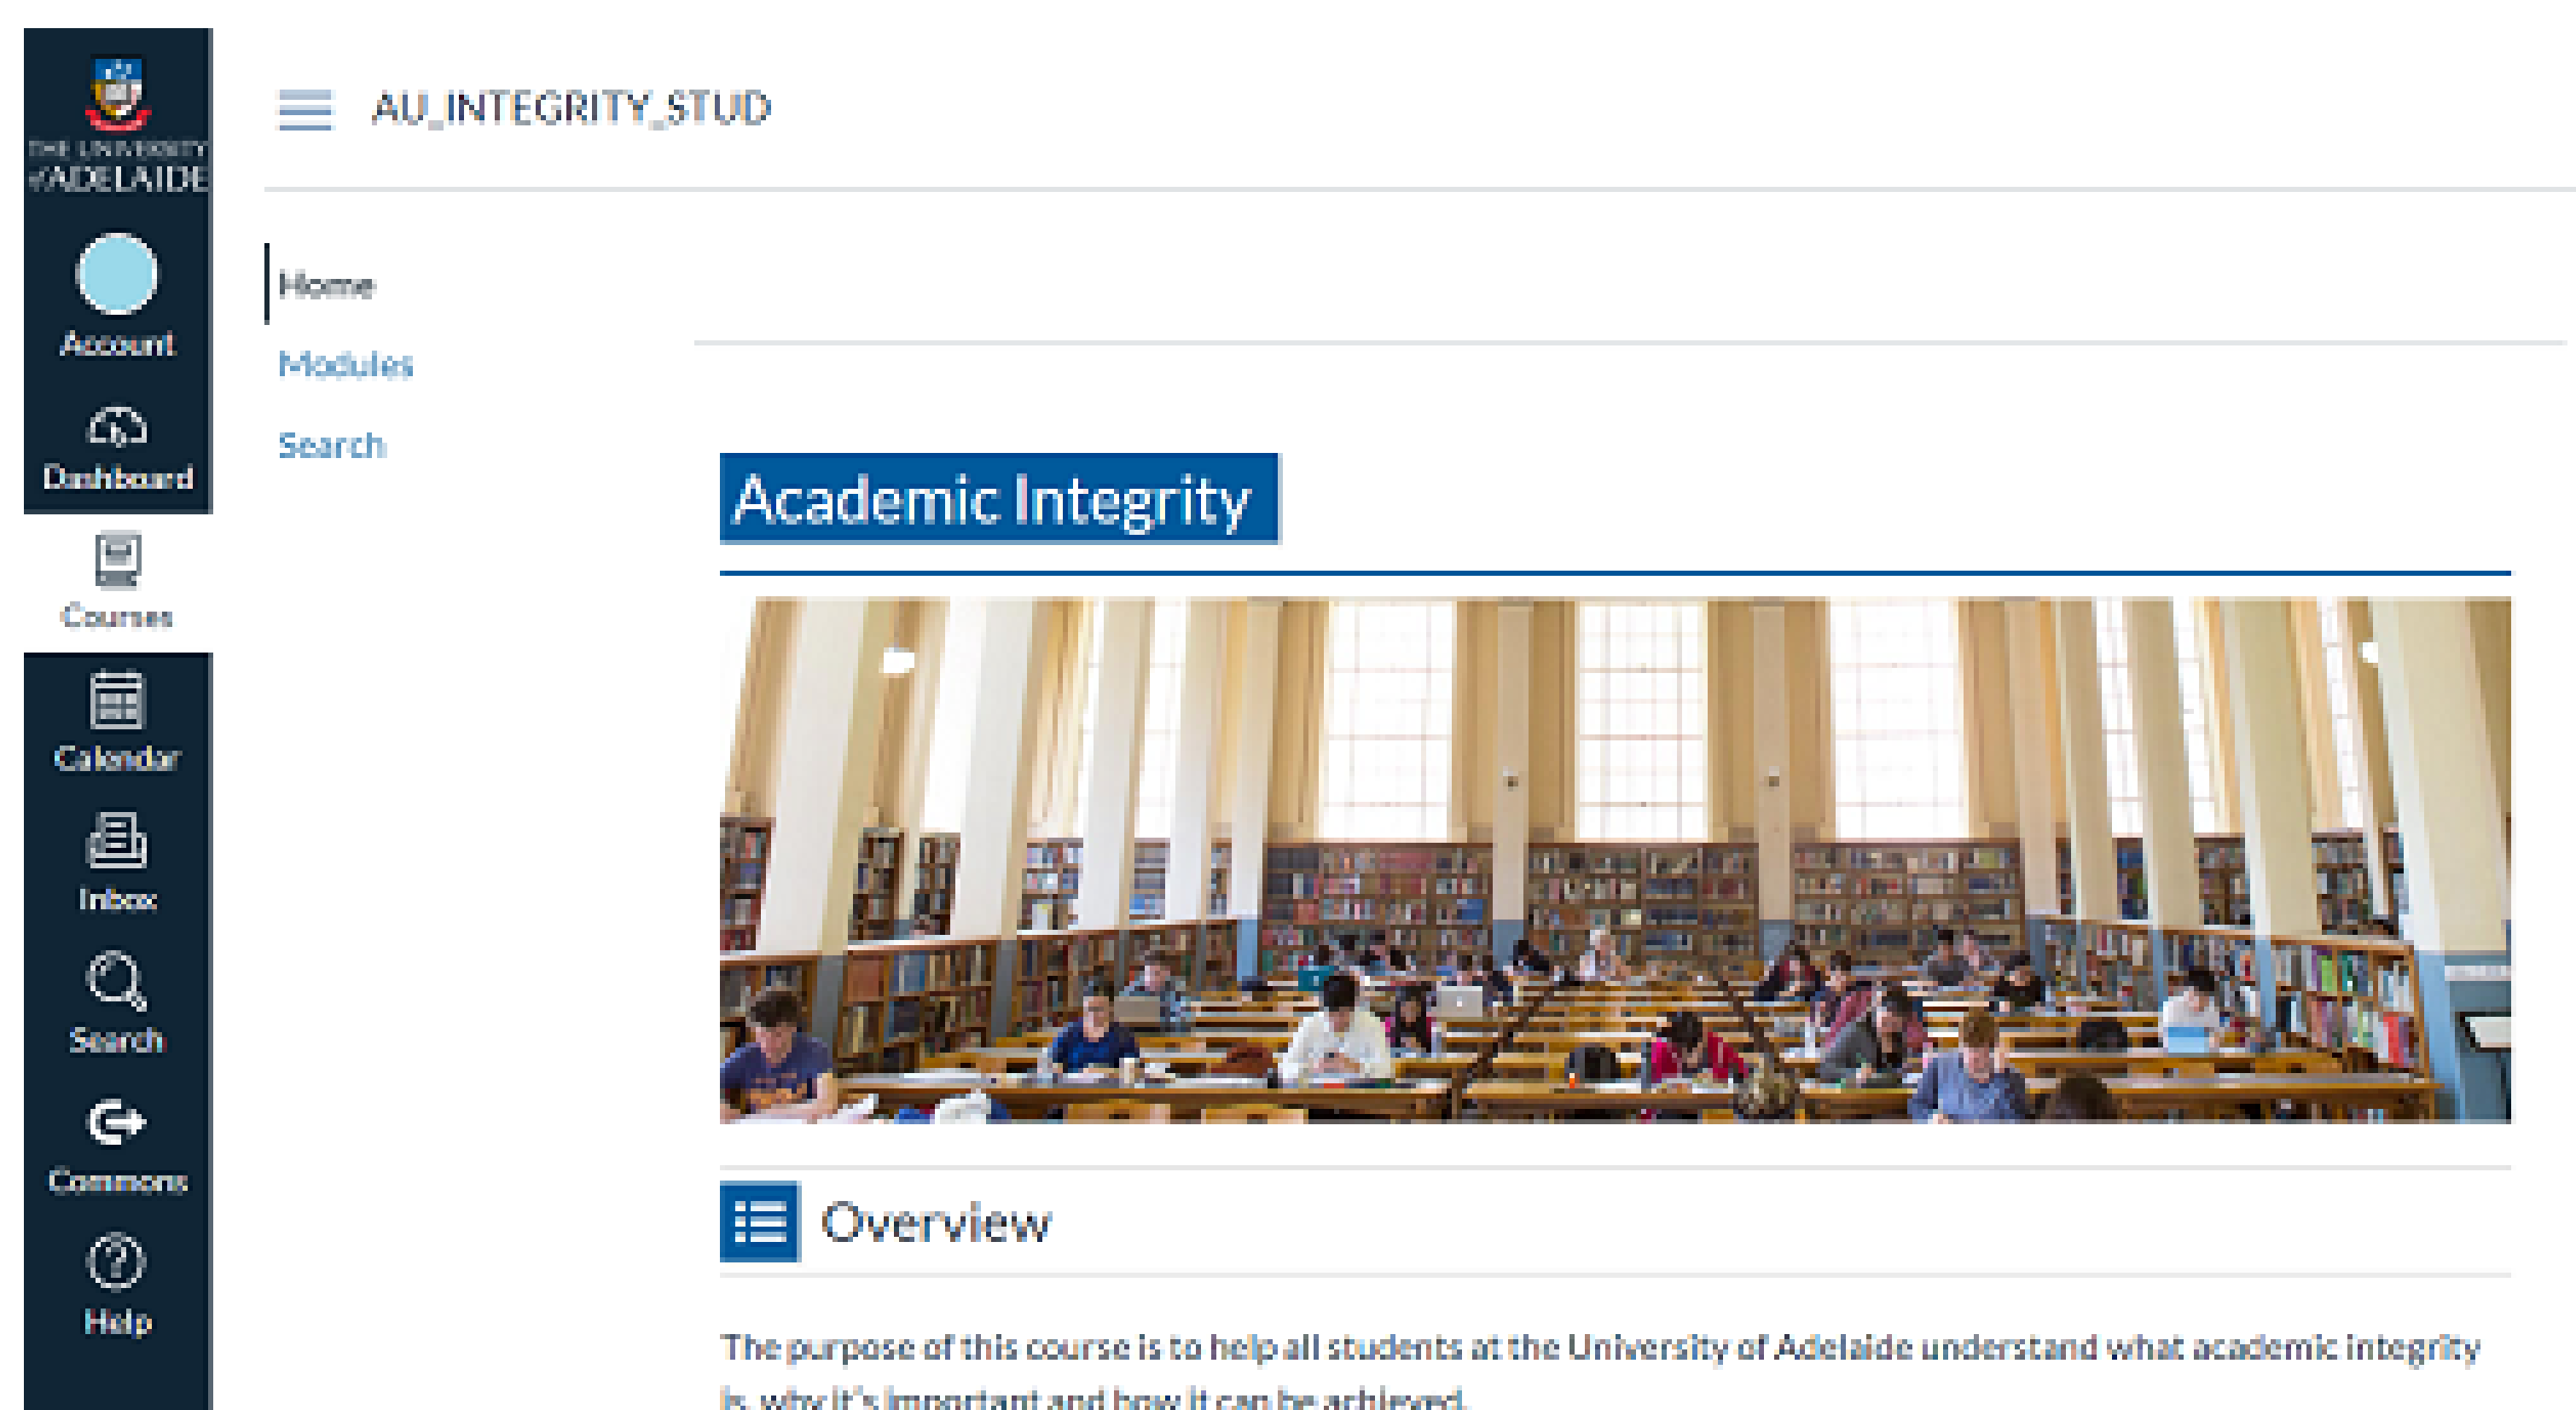 THE UNIVERSITY
of ADELAIDE
Account
Dashboard
Courses
Calendar
Inbox
Search
Commons
Help
AU_INTEGRITY_STUD
Home
Modules
Search
Academic Integrity
Overview
The purpose of this course is to help all students at the University of Adelaide understand what academic integrity
is, why it's important and how it can be achieved.